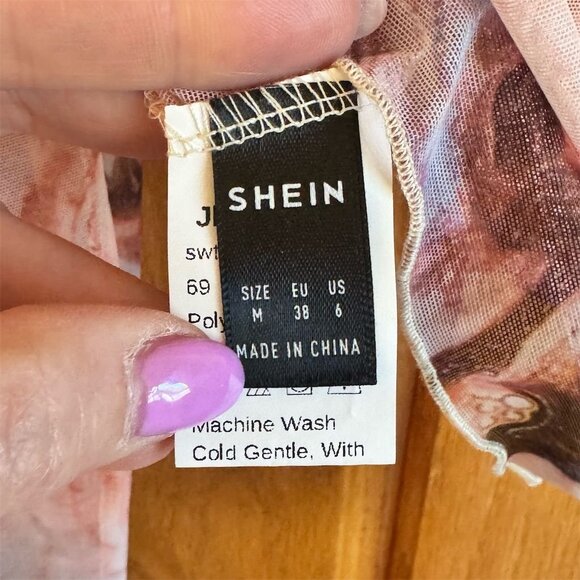 SHEIN
SIZE EU US
M 38 6
MADE IN CHINA
69
Machine Wash
Cold Gentle, With